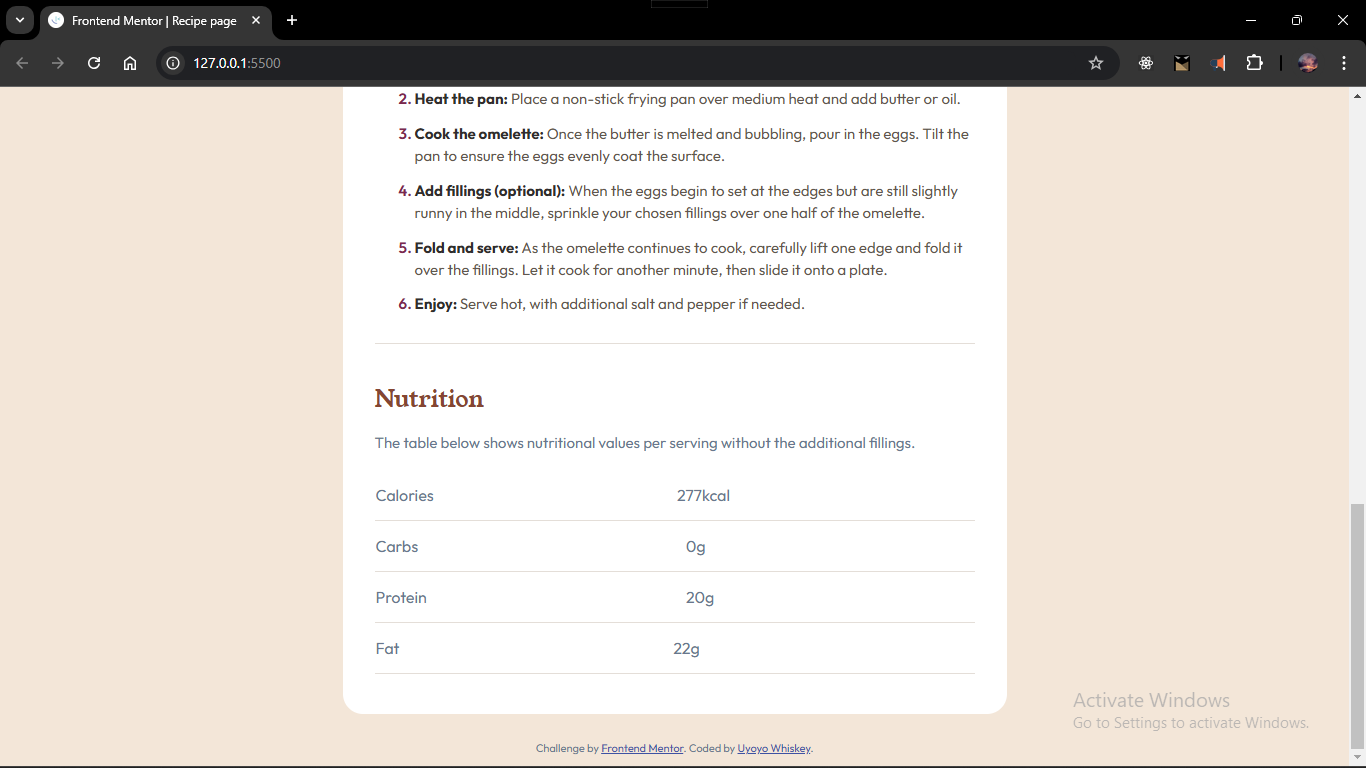 Frontend Mentor | Recipe page
127.0.0.1:5500
2. Heat the pan: Place a non-stick frying pan over medium heat and add butter or oil.
3. Cook the omelette: Once the butter is melted and bubbling, pour in the eggs. Tilt the
pan to ensure the eggs evenly coat the surface.
4. Add fillings (optional): When the eggs begin to set at the edges but are still slightly
runny in the middle, sprinkle your chosen fillings over one half of the omelette.
5. Fold and serve: As the omelette continues to cook, carefully lift one edge and fold it
over the fillings. Let it cook for another minute, then slide it onto a plate.
6. Enjoy: Serve hot, with additional salt and pepper if needed.
Nutrition
The table below shows nutritional values per serving without the additional fillings.
Calories 277kcal
Carbs 0g
Protein 20g
Fat 22g
Activate Windows
Go to Settings to activate Windows.
Challenge by Frontend Mentor. Coded by Uyoyo Whiskey.